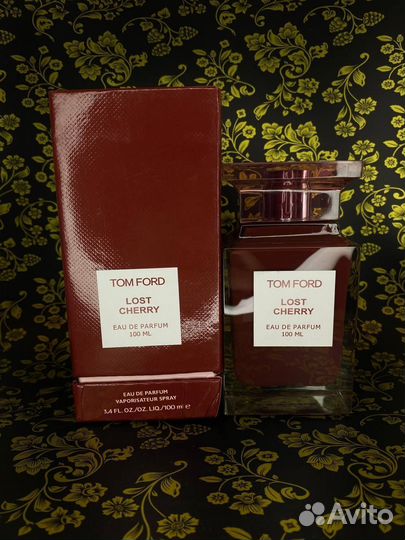 TOM FORD
LOST
CHERRY
EAU DE PARFUM
100 ML
EAU DE PARFUM
VAPORISATEUR SPRAY
3.4 FL.OZ./OZ.LIQ./100 ml e
TOM FORD
LOST
CHERRY
EAU DE PARFUM
100 ML
Avito